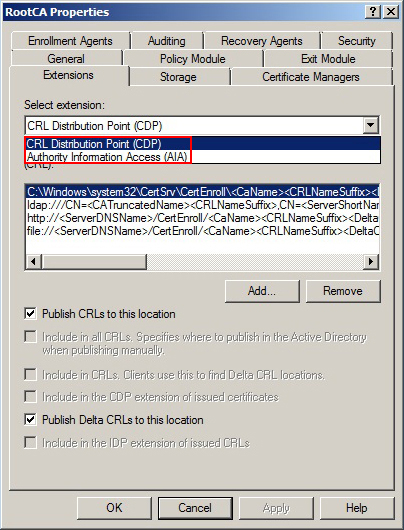 RootCA Properties
Enrollment Agents Auditing Recovery Agents Security
General Policy Module Exit Module
Extensions Storage Certificate Managers
Select extension:
CRL Distribution Point (CDP)
CRL Distribution Point (CDP)
Authority Information Access (AIA)
(CRL).
C:\Windows\system32\CertSrv\CertEnroll\<CaName><CRLNameSuffix><
ldap:///CN=<CATruncatedName><CRLNameSuffix>,CN=<ServerShortNam
http://<ServerDNSName>/CertEnroll/<CaName><CRLNameSuffix><Delta
file://<ServerDNSName>/CertEnroll/<CaName><CRLNameSuffix><DeltaC
Add... Remove
Publish CRLs to this location
Include in all CRLs. Specifies where to publish in the Active Directory
when publishing manually.
Include in CRLs. Clients use this to find Delta CRL locations.
Include in the CDP extension of issued certificates
Publish Delta CRLs to this location
Include in the IDP extension of issued CRLs
OK Cancel Apply Help